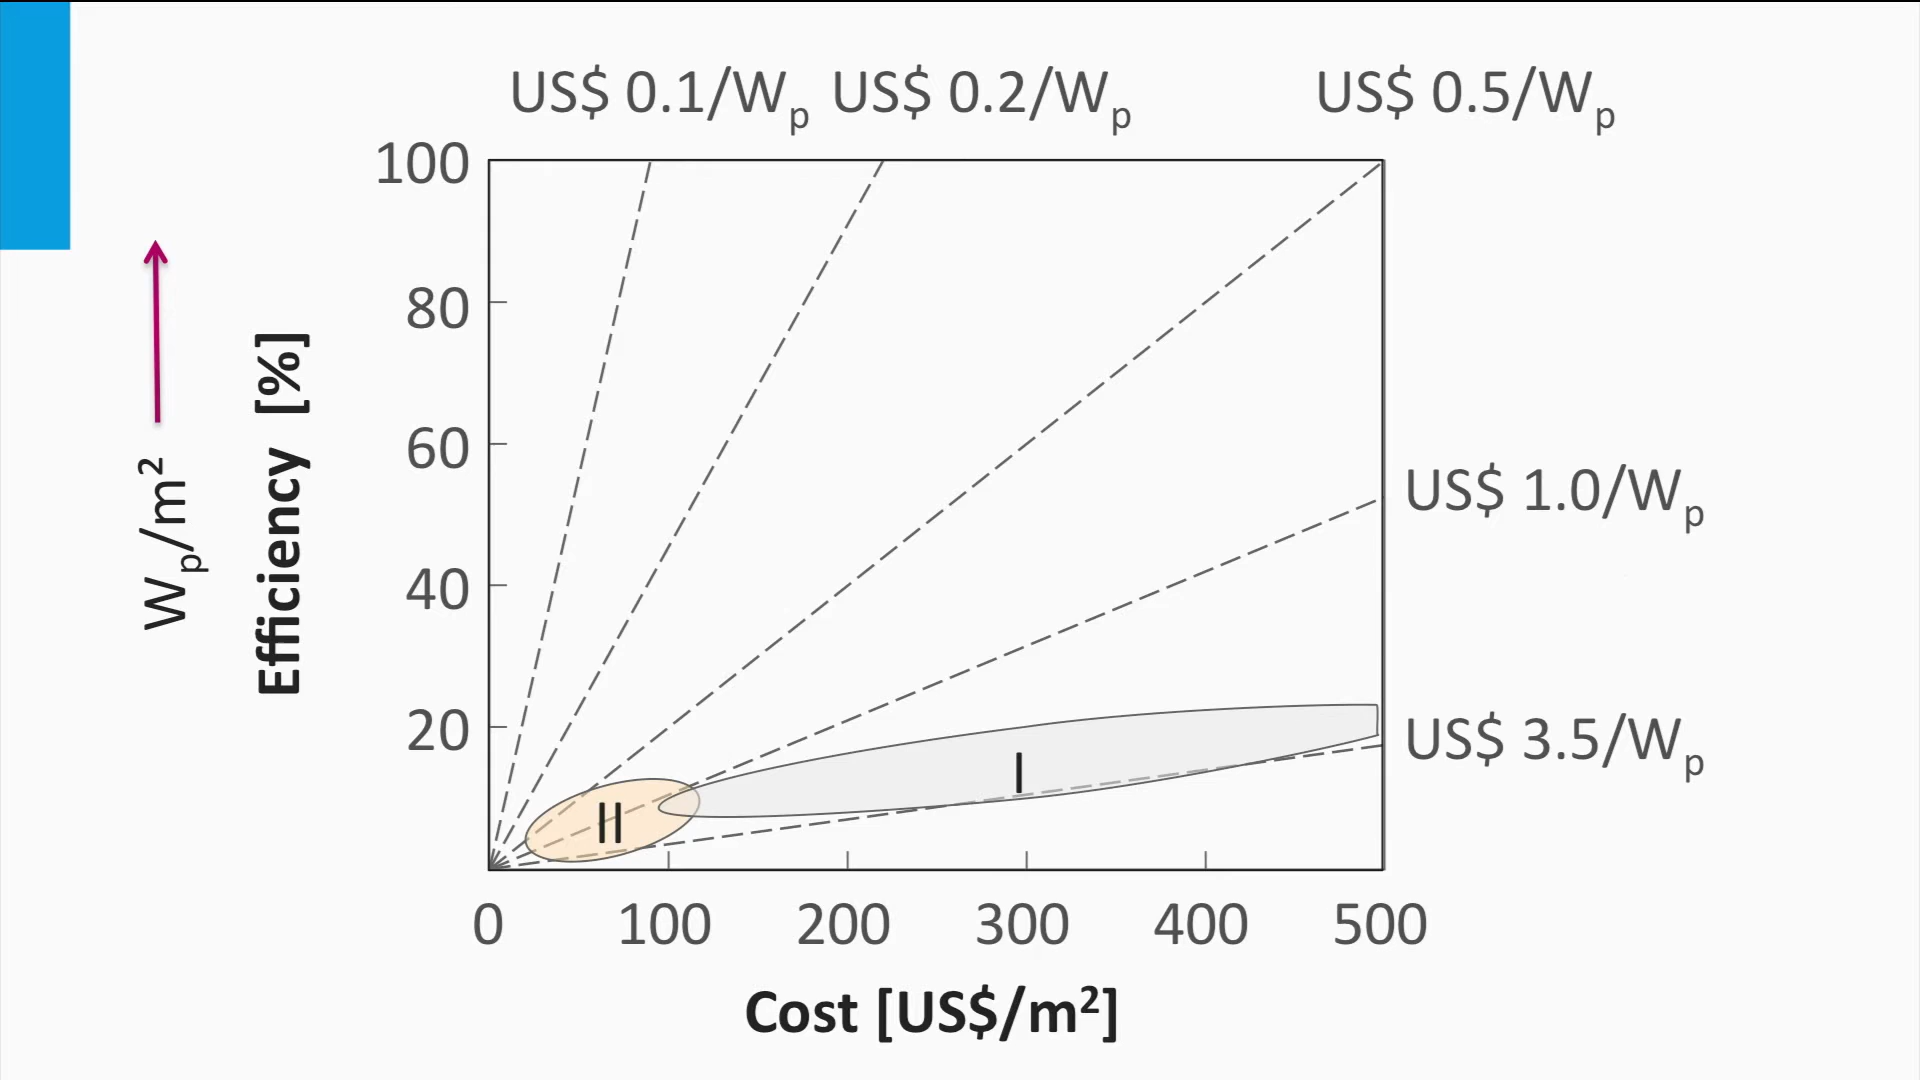 US$ 0.1/Wp US$ 0.2/Wp US$ 0.5/Wp
100
80
60
40
20
Wp/m²
Efficiency [%]
US$ 1.0/Wp
US$ 3.5/Wp
I
II
0 100 200 300 400 500
Cost [US$/m²]